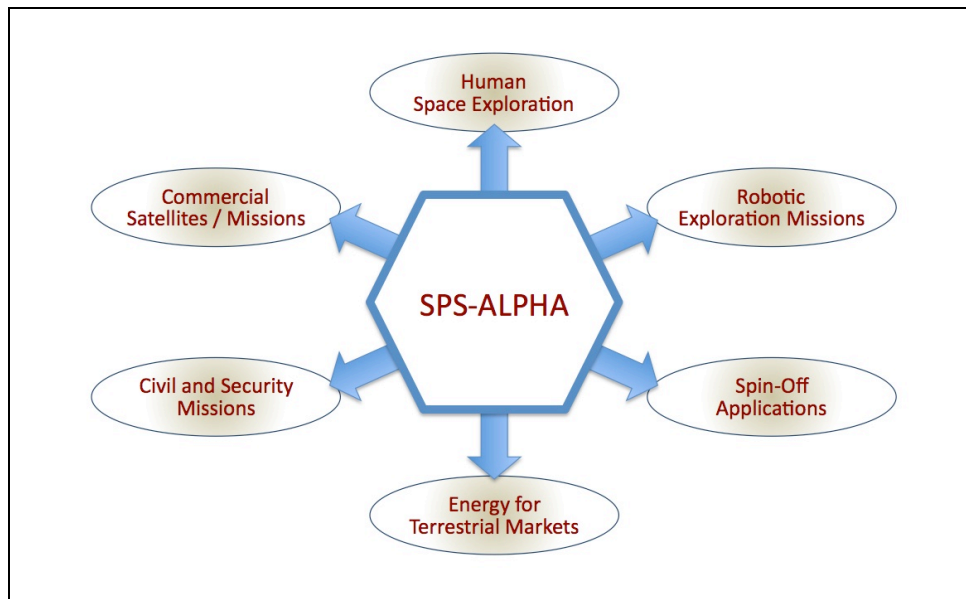 Human
Space Exploration
Commercial
Satellites / Missions
Robotic
Exploration Missions
SPS-ALPHA
Civil and Security
Missions
Spin-Off
Applications
Energy for
Terrestrial Markets